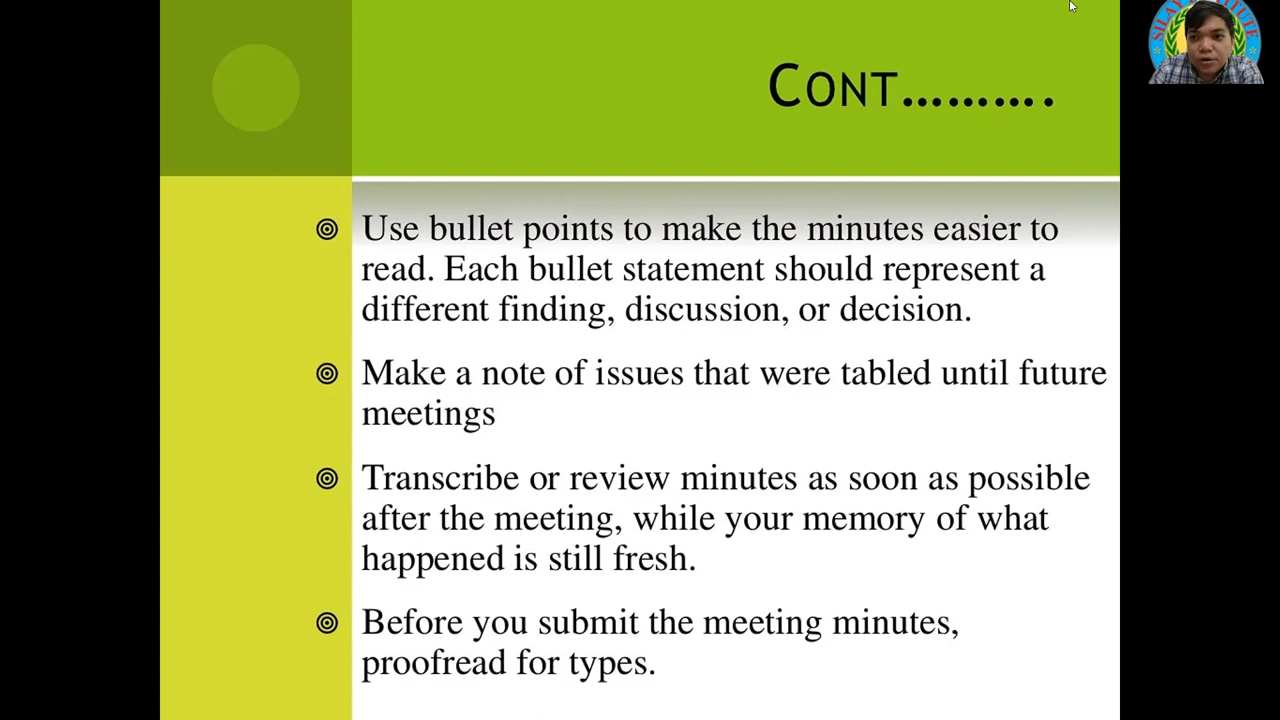 CONT...........
Use bullet points to make the minutes easier to
read. Each bullet statement should represent a
different finding, discussion, or decision.
Make a note of issues that were tabled until future
meetings
Transcribe or review minutes as soon as possible
after the meeting, while your memory of what
happened is still fresh.
Before you submit the meeting minutes,
proofread for types.